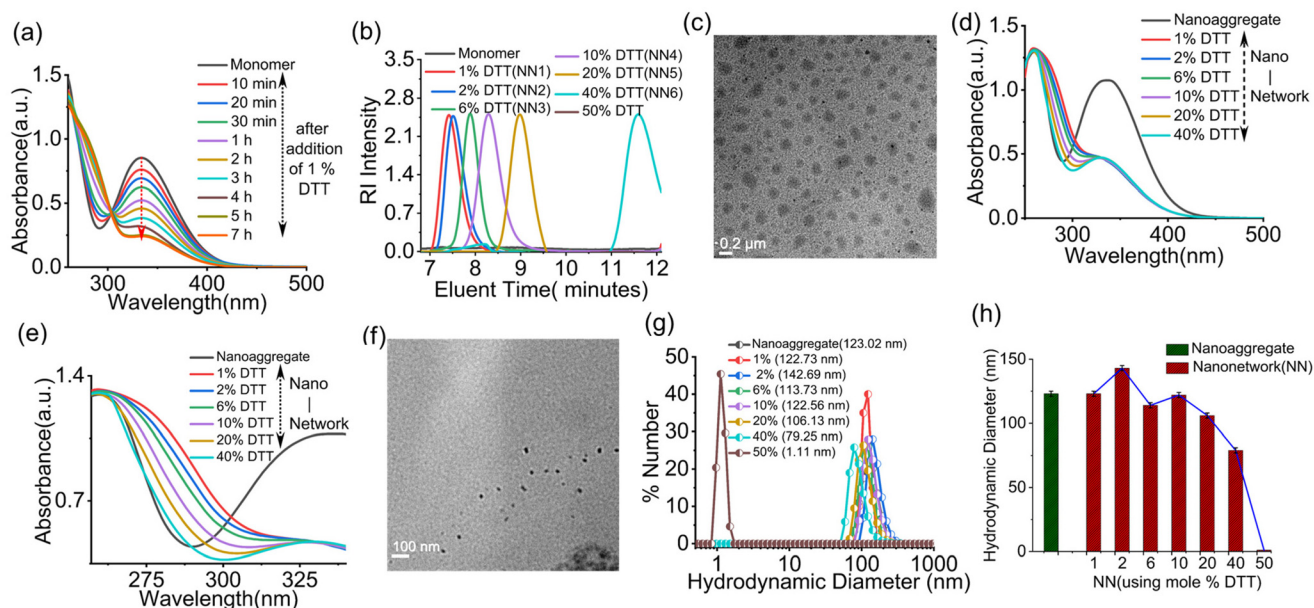 (a)
Absorbance(a.u.)
1.5
1.0
0.5
0.0
300 400 500
Wavelength(nm)
Monomer
10 min
20 min
30 min
1 h
2 h
3 h
4 h
5 h
7 h
after
addition
of 1 %
DTT
(b)
RI Intensity
3.5
2.8
2.1
1.4
0.7
0.0
7 8 9 10 11 12
Eluent Time( minutes)
Monomer
1% DTT(NN1)
2% DTT(NN2)
6% DTT(NN3)
10% DTT(NN4)
20% DTT(NN5)
40% DTT(NN6)
50% DTT
(c)
0.2 μm
(d)
Absorbance(a.u.)
1.5
1.0
0.5
0.0
300 400 500
Wavelength(nm)
Nanoaggregate
1% DTT
2% DTT
6% DTT
10% DTT
20% DTT
40% DTT
Nano
|
Network
(e)
Absorbance(a.u.)
1.4
0.7
275 300 325
Wavelength(nm)
Nanoaggregate
1% DTT
2% DTT
6% DTT
10% DTT
20% DTT
40% DTT
Nano
|
Network
(f)
100 nm
(g)
% Number
50
40
30
20
10
0
1 10 100 1000
Hydrodynamic Diameter (nm)
Nanoaggregate(123.02 nm)
1% (122.73 nm)
2% (142.69 nm)
6% (113.73 nm)
10% (122.56 nm)
20% (106.13 nm)
40% (79.25 nm)
50% (1.11 nm)
(h)
Hydrodynamic Diameter (nm)
150
100
50
0
1 2 6 10 20 40 50
NN(using mole % DTT)
Nanoaggregate
Nanonetwork(NN)